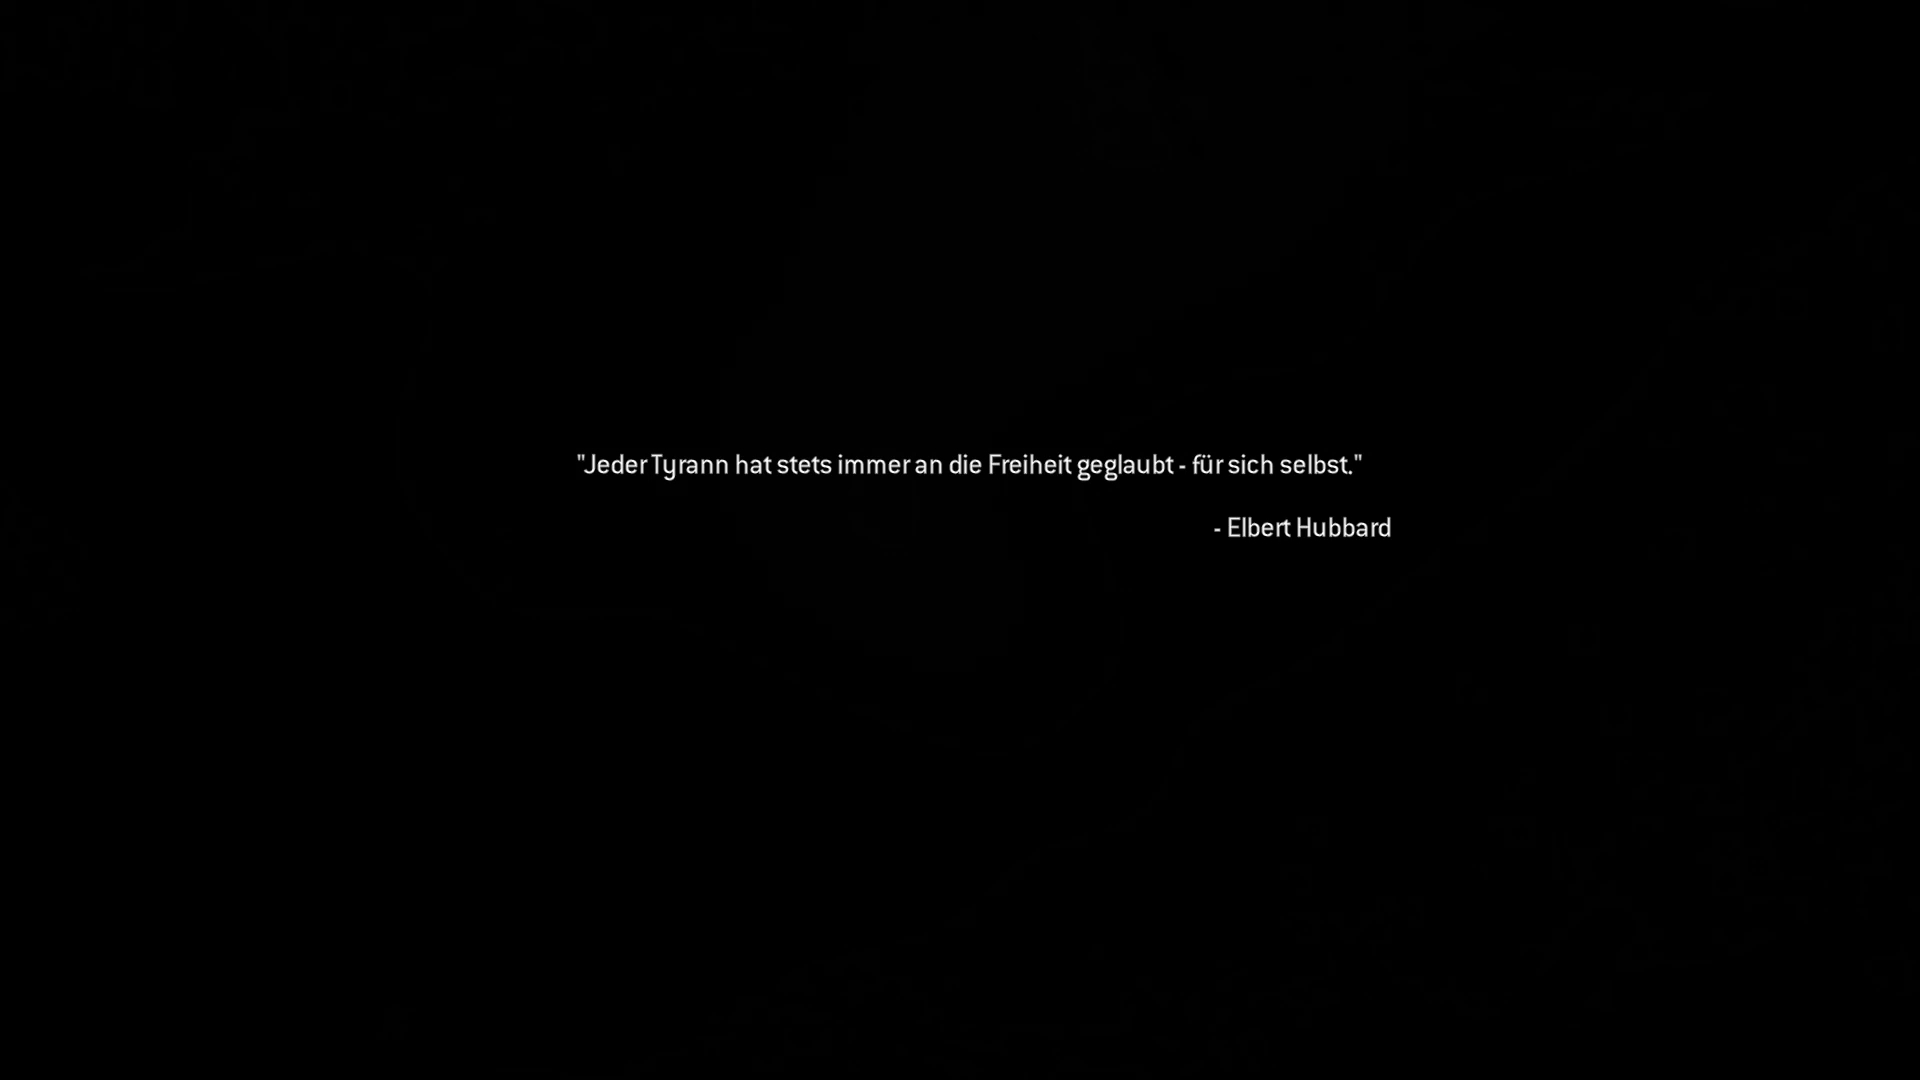 "Jeder Tyrann hat stets immer an die Freiheit geglaubt - für sich selbst."
- Elbert Hubbard